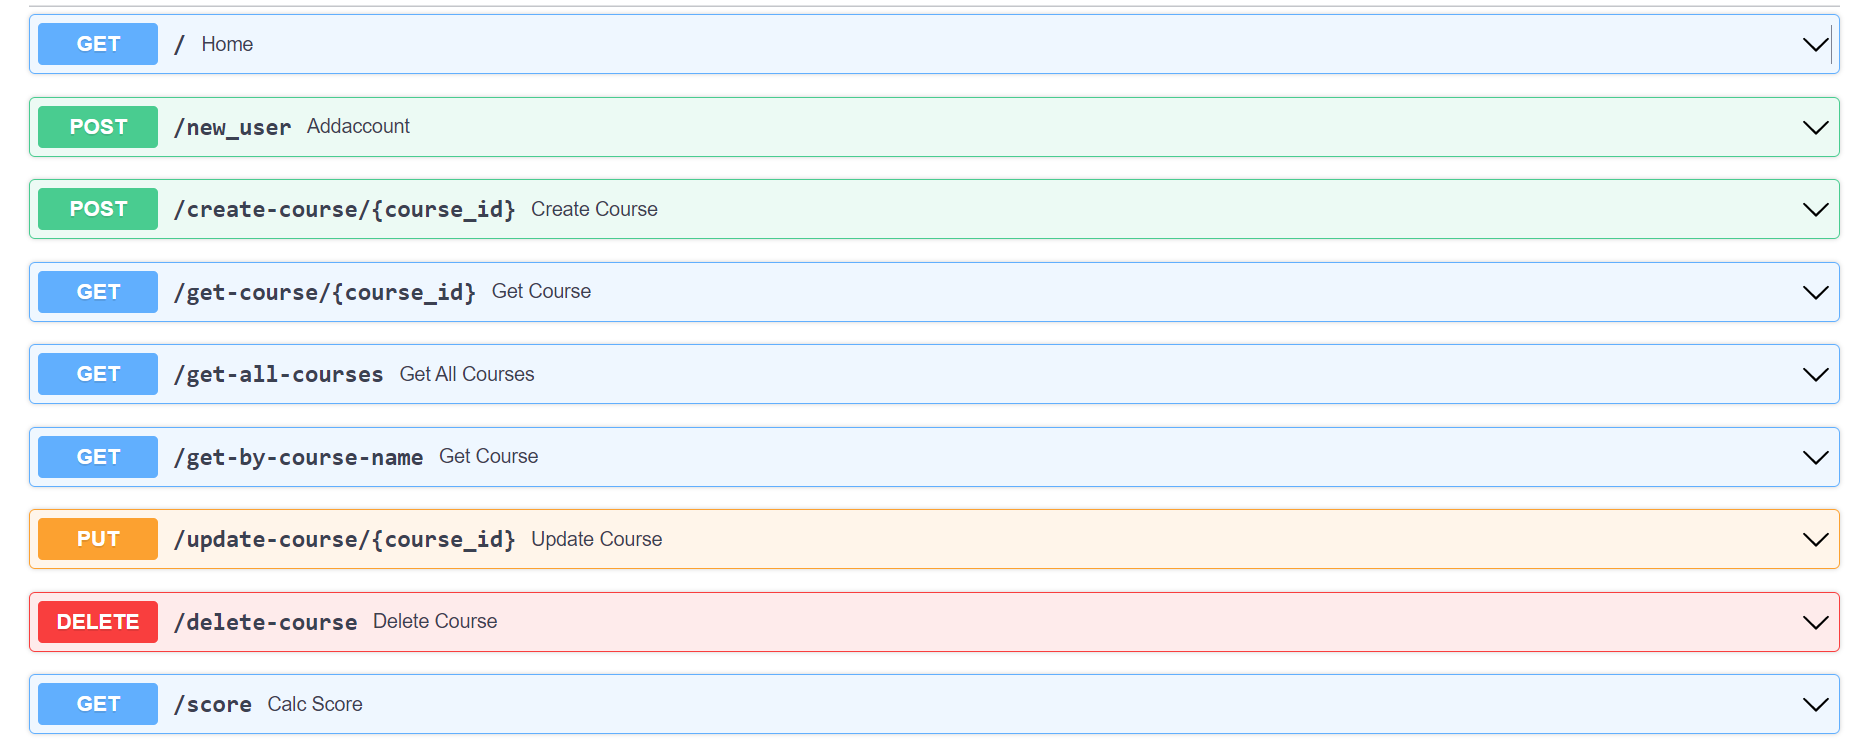 GET / Home
POST /new_user Addaccount
POST /create-course/{course_id} Create Course
GET /get-course/{course_id} Get Course
GET /get-all-courses Get All Courses
GET /get-by-course-name Get Course
PUT /update-course/{course_id} Update Course
DELETE /delete-course Delete Course
GET /score Calc Score